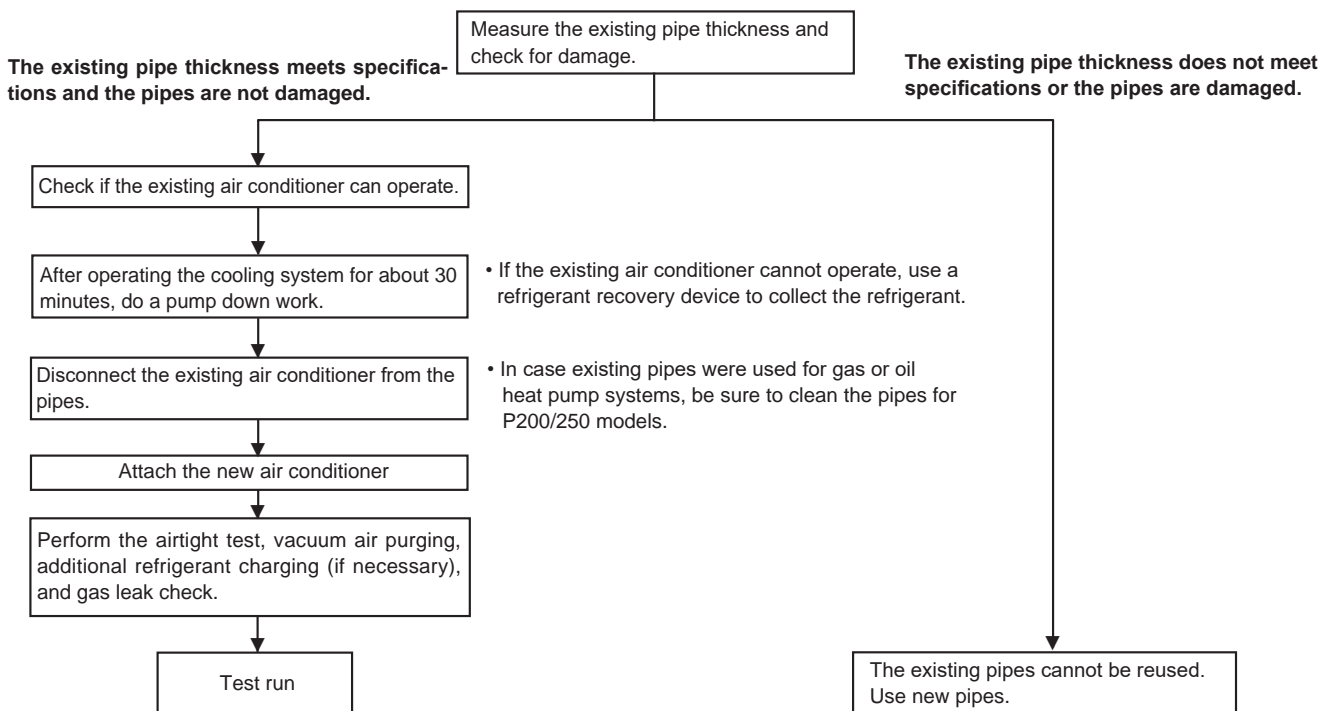 Measure the existing pipe thickness and
check for damage.
The existing pipe thickness meets specifica-
tions and the pipes are not damaged.
The existing pipe thickness does not meet
specifications or the pipes are damaged.
Check if the existing air conditioner can operate.
After operating the cooling system for about 30
minutes, do a pump down work.
• If the existing air conditioner cannot operate, use a
refrigerant recovery device to collect the refrigerant.
Disconnect the existing air conditioner from the
pipes.
• In case existing pipes were used for gas or oil
heat pump systems, be sure to clean the pipes for
P200/250 models.
Attach the new air conditioner
Perform the airtight test, vacuum air purging,
additional refrigerant charging (if necessary),
and gas leak check.
Test run
The existing pipes cannot be reused.
Use new pipes.